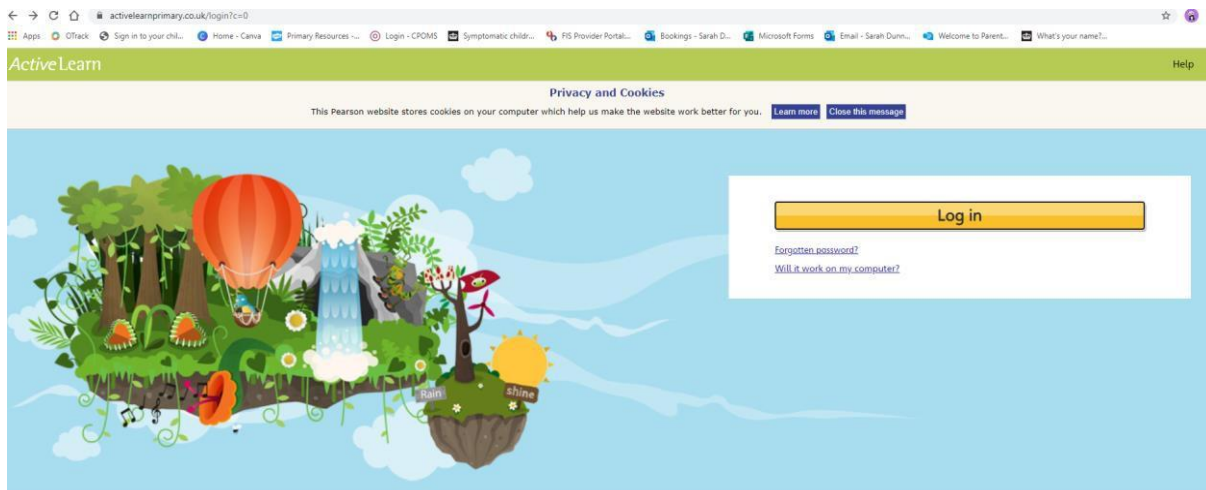 activelearnprimary.co.uk/login?c=0
Apps OTrack Sign in to your chil... Home - Canva Primary Resources -... Login - CPOMS Symptomatic childr... FIS Provider Portal:... Bookings - Sarah D... Microsoft Forms Email - Sarah Dunn... Welcome to Parent... What's your name?...
ActiveLearn Help
Privacy and Cookies
This Pearson website stores cookies on your computer which help us make the website work better for you. Learn more Close this message
Log in
Forgotten password?
Will it work on my computer?
Rain shine